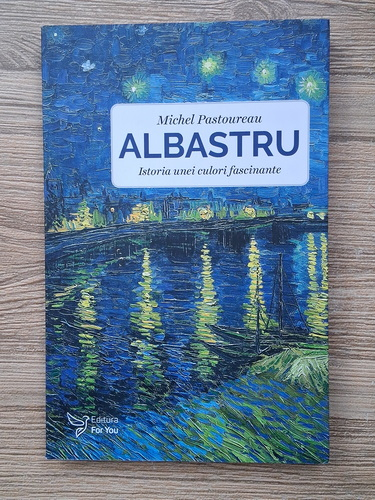 Michel Pastoureau
ALBASTRU
Istoria unei culori fascinante
Editura
For You